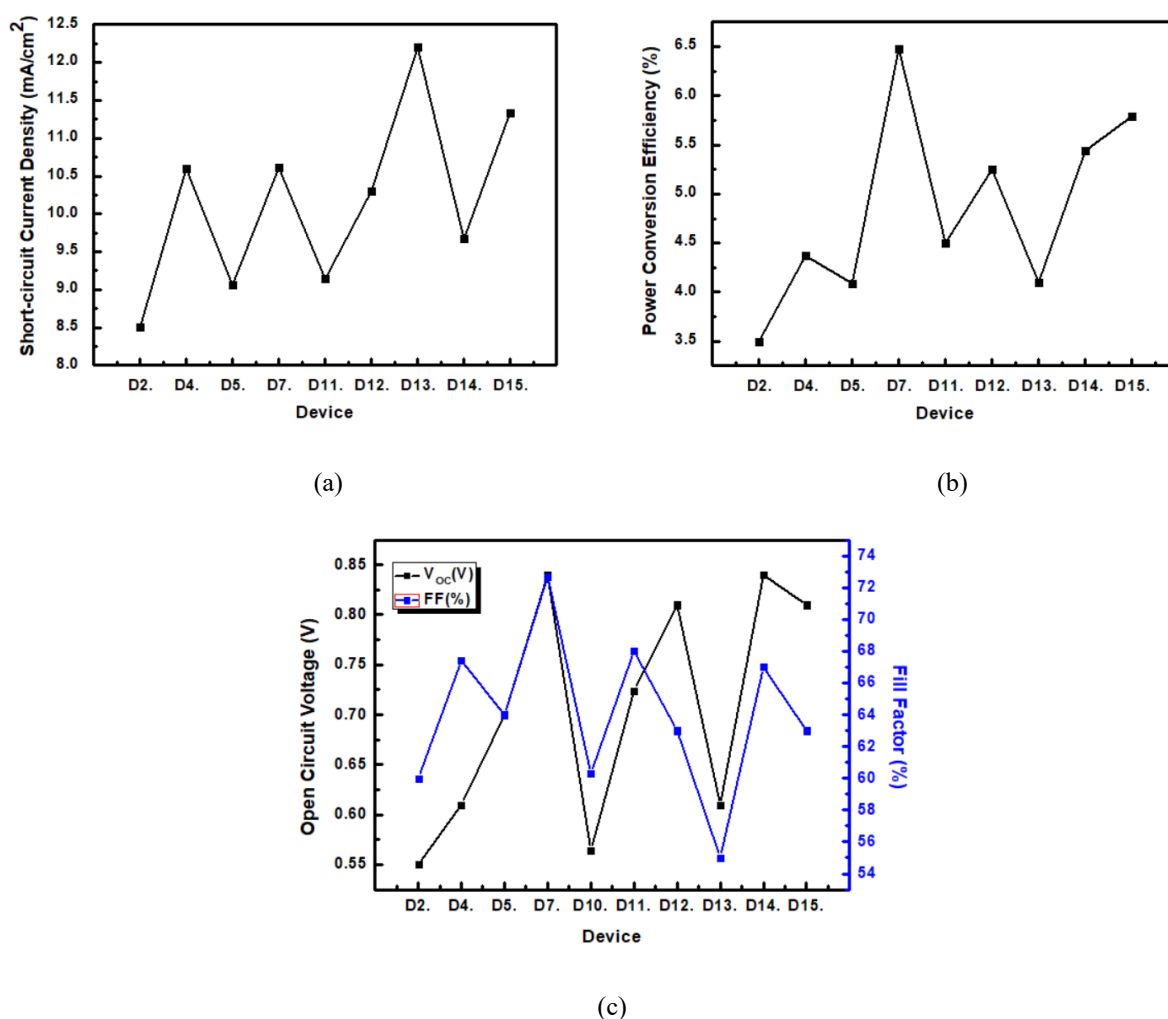 Short-circuit Current Density (mA/cm²)
12.5
12.0
11.5
11.0
10.5
10.0
9.5
9.0
8.5
8.0
D2. D4. D5. D7. D11. D12. D13. D14. D15.
Device
(a)
Power Conversion Efficiency (%)
6.5
6.0
5.5
5.0
4.5
4.0
3.5
D2. D4. D5. D7. D11. D12. D13. D14. D15.
Device
(b)
Open Circuit Voltage (V)
0.85
0.80
0.75
0.70
0.65
0.60
0.55
V_OC(V)
FF(%)
74
72
70
68
66
64
62
60
58
56
54
Fill Factor (%)
D2. D4. D5. D7. D10. D11. D12. D13. D14. D15.
Device
(c)